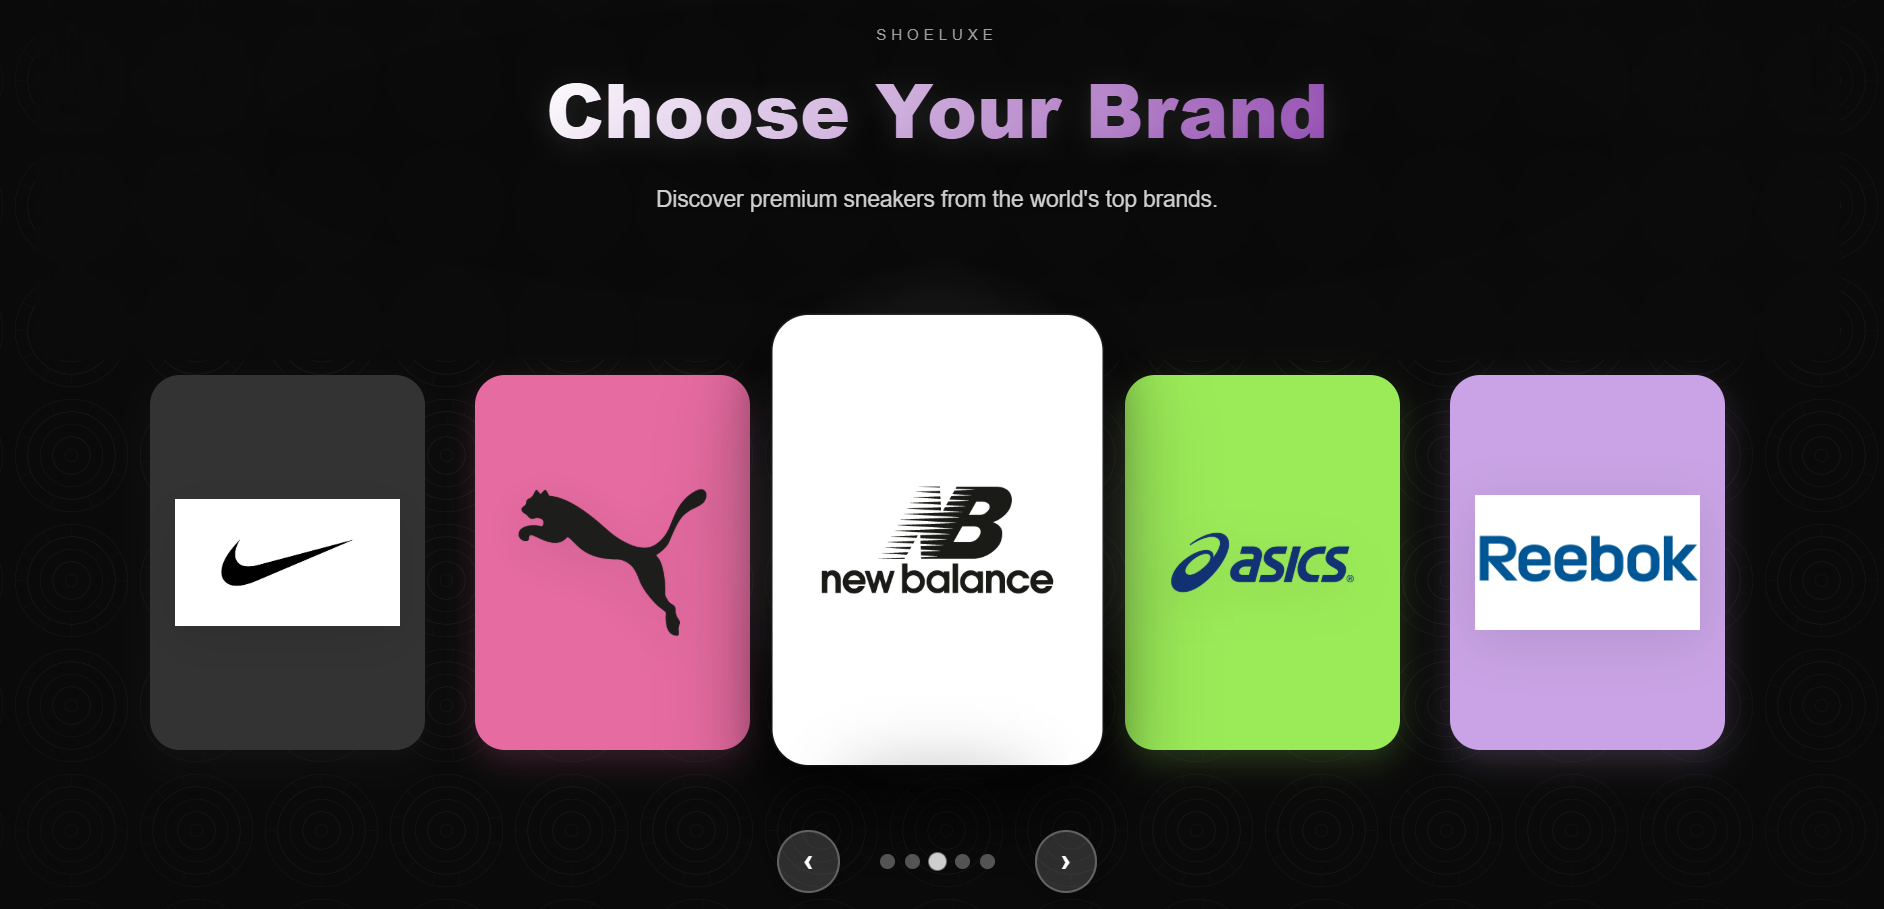 SHOELUXE
Choose Your Brand
Discover premium sneakers from the world's top brands.
NB
new balance
asics®
Reebok
‹ ›